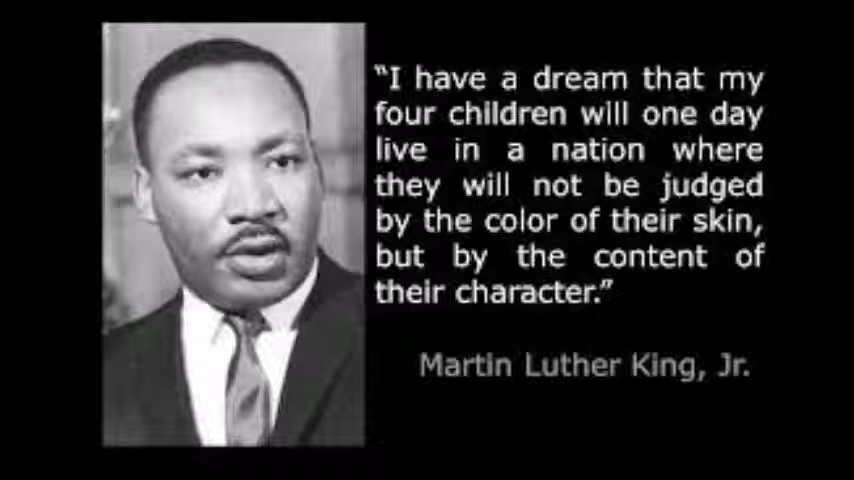 “I have a dream that my
four children will one day
live in a nation where
they will not be judged
by the color of their skin,
but by the content of
their character.”
Martin Luther King, Jr.